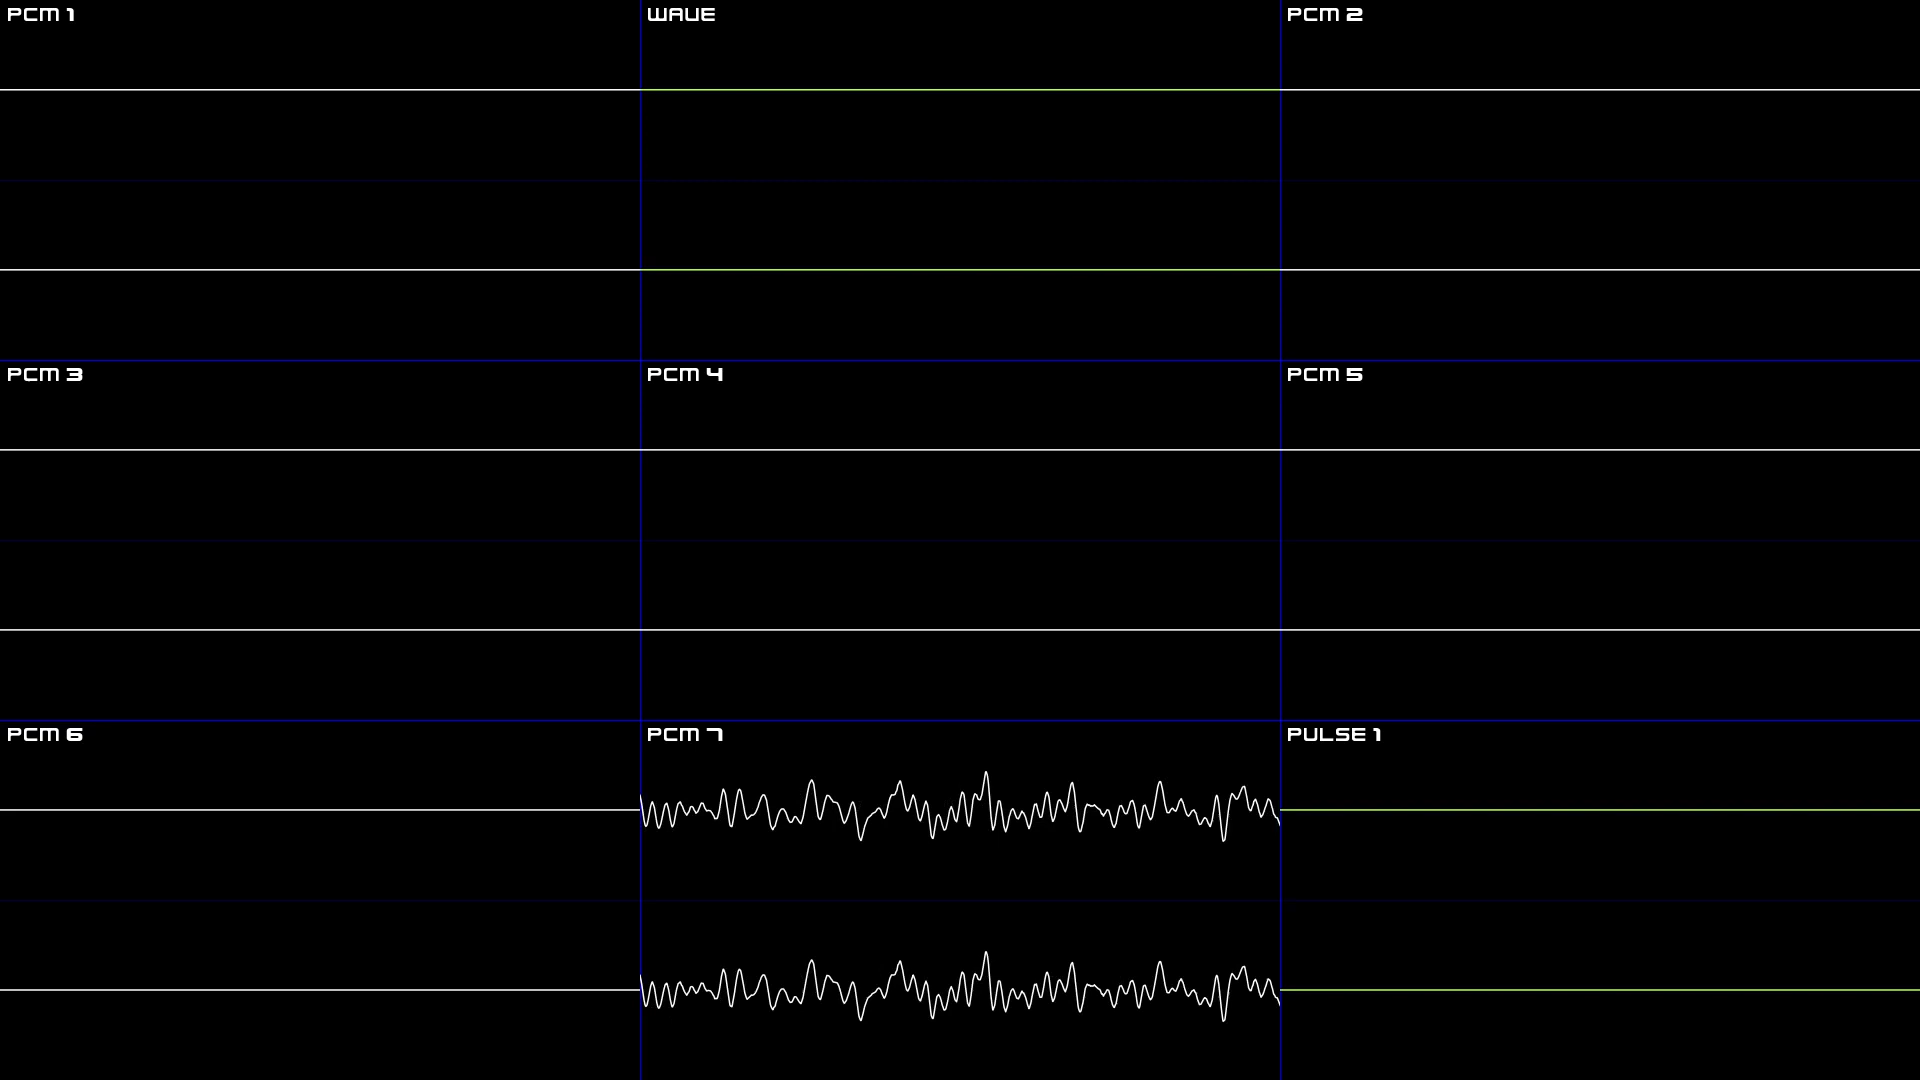 PCM 1
WAVE
PCM 2
PCM 3
PCM 4
PCM 5
PCM 6
PCM 7
PULSE 1